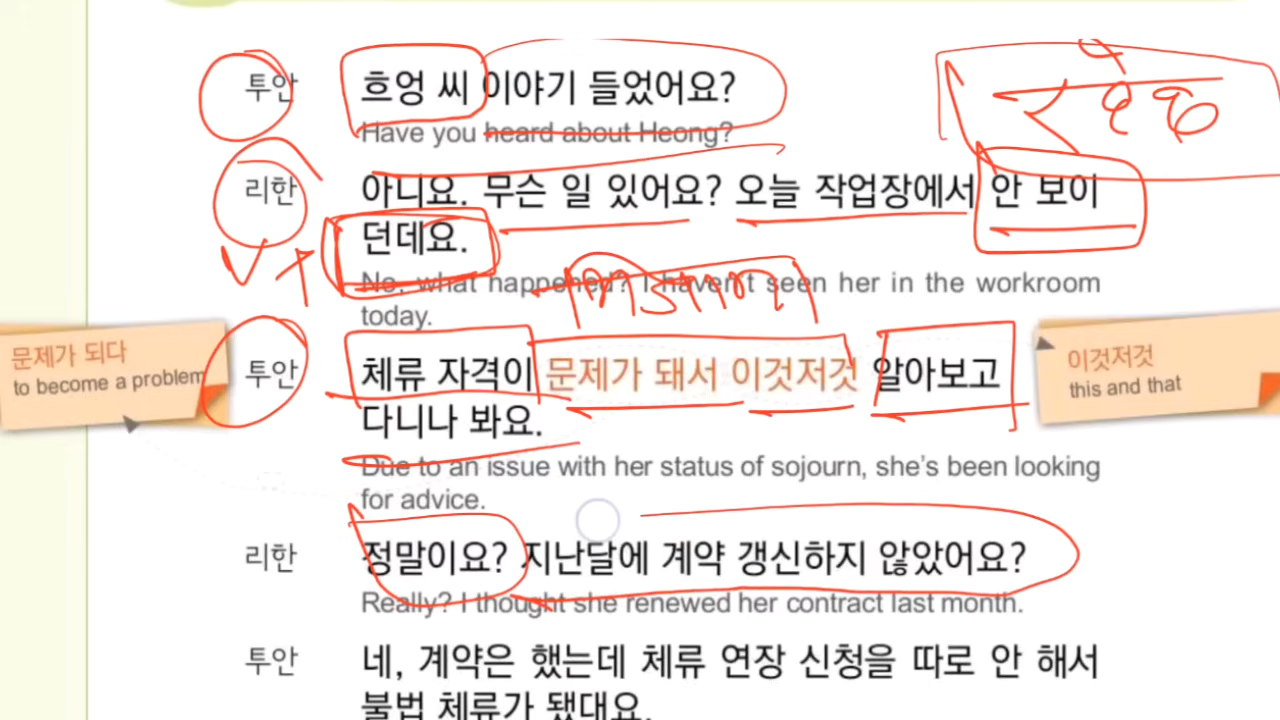 투안 흐엉 씨 이야기 들었어요?
Have you heard about Heong?
리한 아니요. 무슨 일 있어요? 오늘 작업장에서 안 보이
던데요.
No, what happened? I haven't seen her in the workroom
today.
문제가 되다
to become a problem
투안 체류 자격이 문제가 돼서 이것저것 알아보고
다니나 봐요.
이것저것
this and that
Due to an issue with her status of sojourn, she's been looking
for advice.
리한 정말이요? 지난달에 계약 갱신하지 않았어요?
Really? I thought she renewed her contract last month.
투안 네, 계약은 했는데 체류 연장 신청을 따로 안 해서
불법 체류가 됐대요.
V +